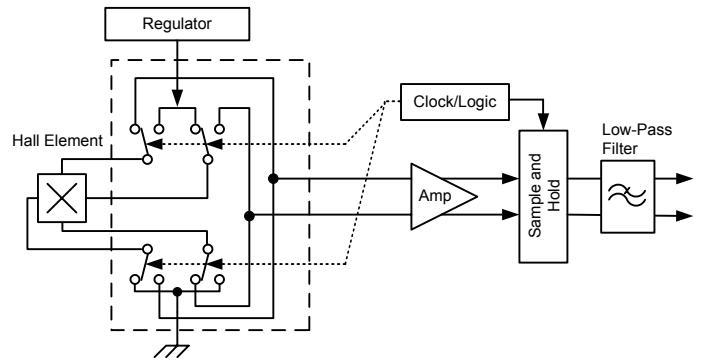 Regulator
Clock/Logic
Hall Element
Low-Pass
Filter
Amp
Sample and
Hold